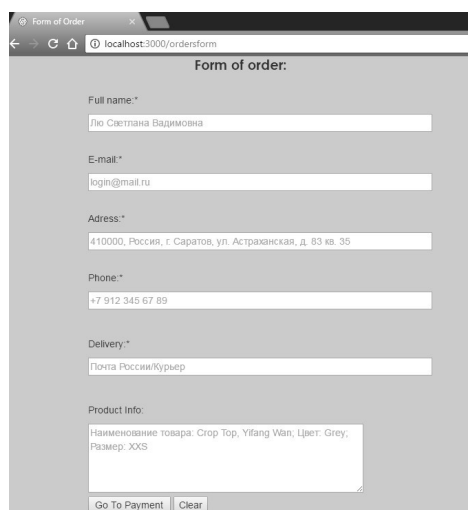 Form of Order
localhost:3000/ordersform
Form of order:
Full name:*
Лю Светлана Вадимовна
E-mail:*
login@mail.ru
Adress:*
410000, Россия, г. Саратов, ул. Астраханская, д. 83 кв. 35
Phone:*
+7 912 345 67 89
Delivery:*
Почта России/Курьер
Product Info:
Наименование товара: Crop Top, Yifang Wan; Цвет: Grey;
Размер: XXS
Go To Payment Clear